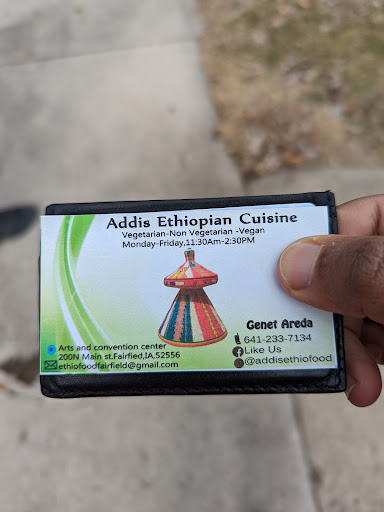 Addis Ethiopian Cuisine
Vegetarian-Non Vegetarian -Vegan
Monday-Friday,11:30Am-2:30PM
Genet Areda
641-233-7134
Like Us
@addisethiofood
Arts and convention center
200N Main st.Fairfied,IA,52556
ethiofoodfairfield@gmail.com